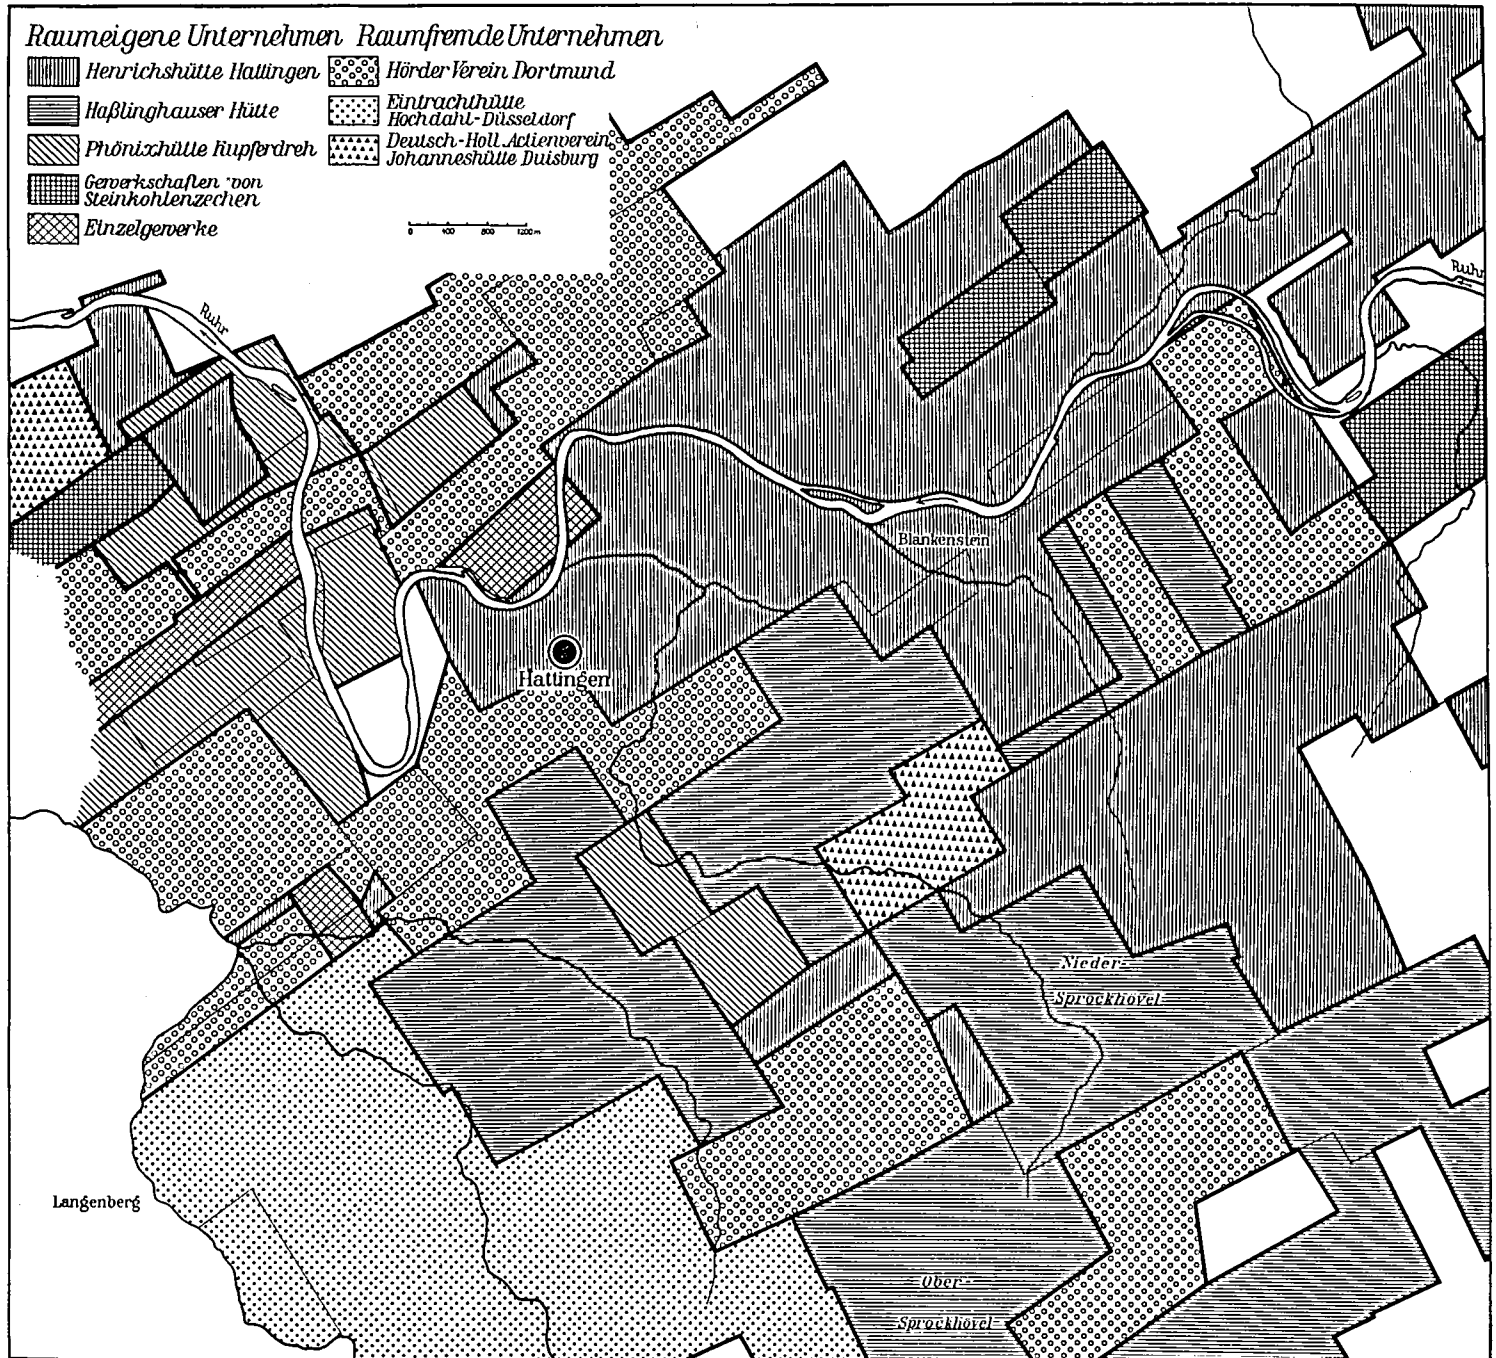 Raumeigene Unternehmen
Henrichshütte Hattingen
Haßlinghauser Hütte
Phönixhütte Kupferdreh
Gewerkschaften von
Steinkohlenzechen
Einzelgewerke
Raumfremde Unternehmen
Hörder Verein Dortmund
Eintrachthütte
Hochdahl-Düsseldorf
Deutsch-Holl. Actienverein
Johanneshütte Duisburg
0 400 800 1200 m
Ruhr
Ruhr
Blankenstein
Hattingen
Nieder-
Sprockhövel
Langenberg
Ober-
Sprockhövel